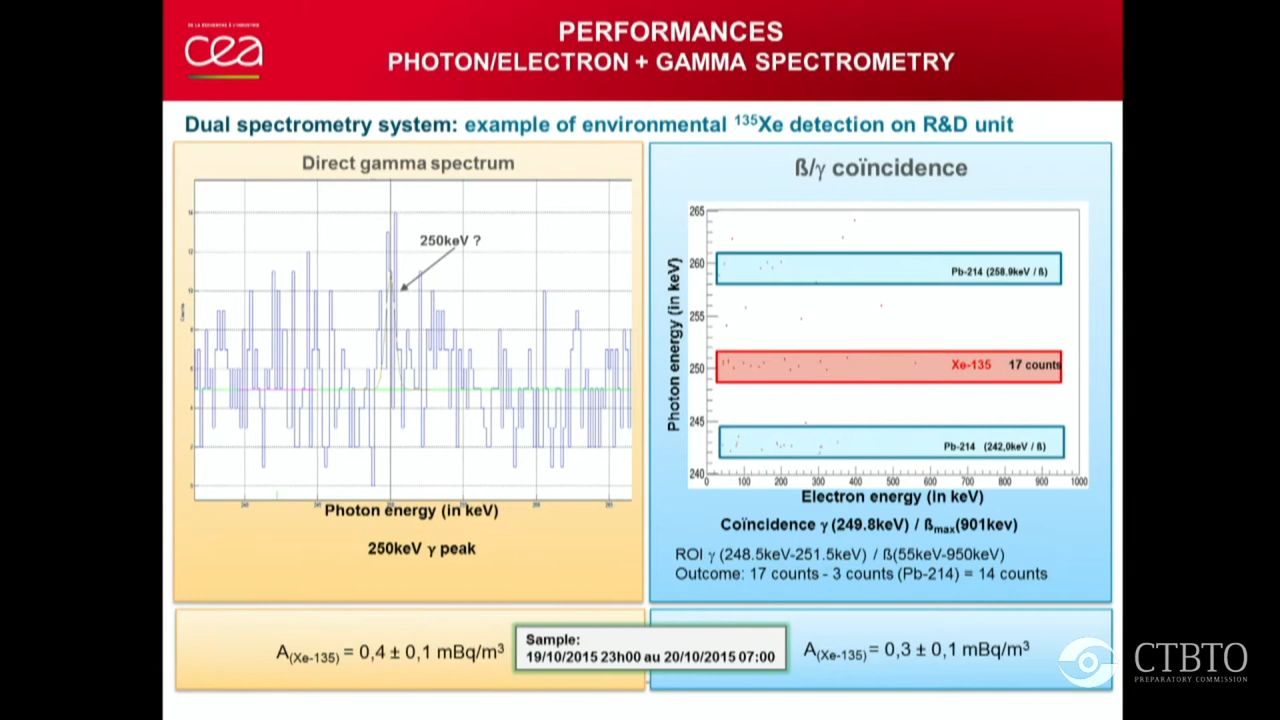 DE LA RECHERCHE À L'INDUSTRIE
cea
PERFORMANCES
PHOTON/ELECTRON + GAMMA SPECTROMETRY
Dual spectrometry system: example of environmental ¹³⁵Xe detection on R&D unit
Direct gamma spectrum
250keV ?
Counts
Photon energy (in keV)
250keV γ peak
ß/γ coïncidence
265
260
255
250
245
240
Photon energy (in keV)
Pb-214 (258.9keV / ß)
Xe-135 17 counts
Pb-214 (242,0keV / ß)
0 100 200 300 400 500 600 700 800 900 1000
Electron energy (in keV)
Coïncidence γ (249.8keV) / ßmax(901kev)
ROI γ (248.5keV-251.5keV) / ß(55keV-950keV)
Outcome: 17 counts - 3 counts (Pb-214) = 14 counts
A(Xe-135) = 0,4 ± 0,1 mBq/m³
Sample:
19/10/2015 23h00 au 20/10/2015 07:00
A(Xe-135) = 0,3 ± 0,1 mBq/m³
CTBTO
PREPARATORY COMMISSION